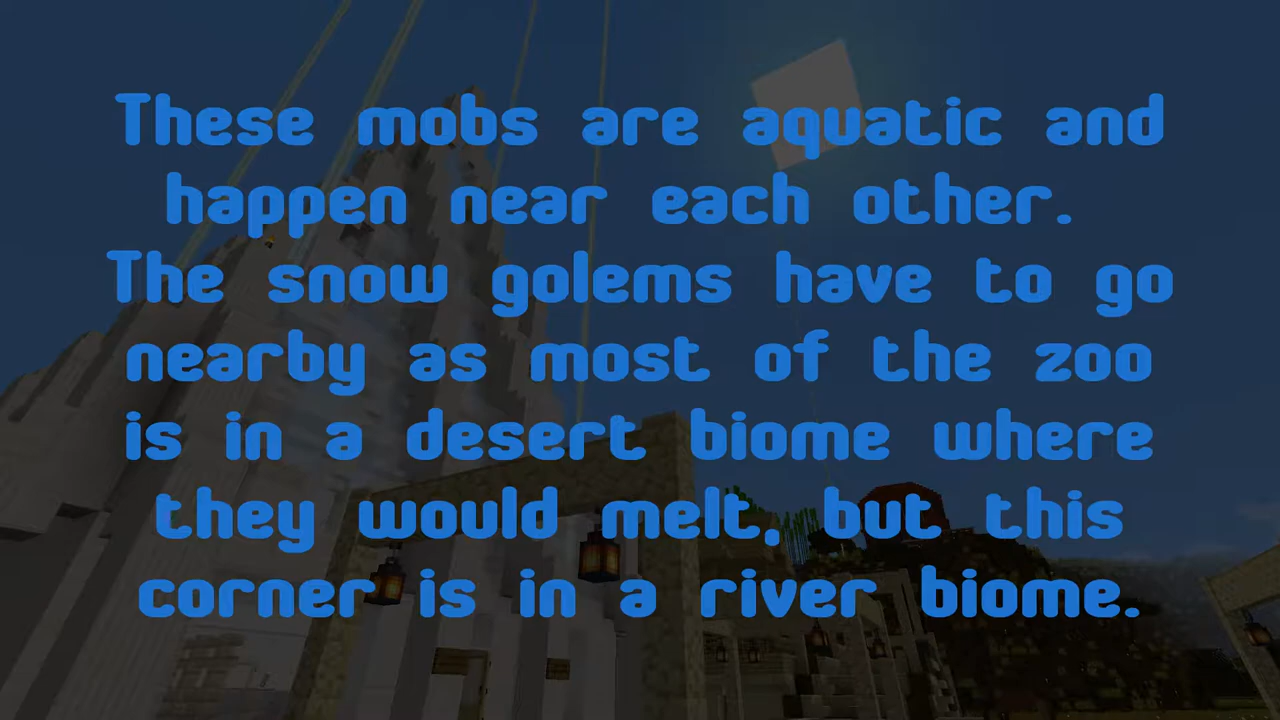 These mobs are aquatic and
happen near each other.
The snow golems have to go
nearby as most of the zoo
is in a desert biome where
they would melt, but this
corner is in a river biome.